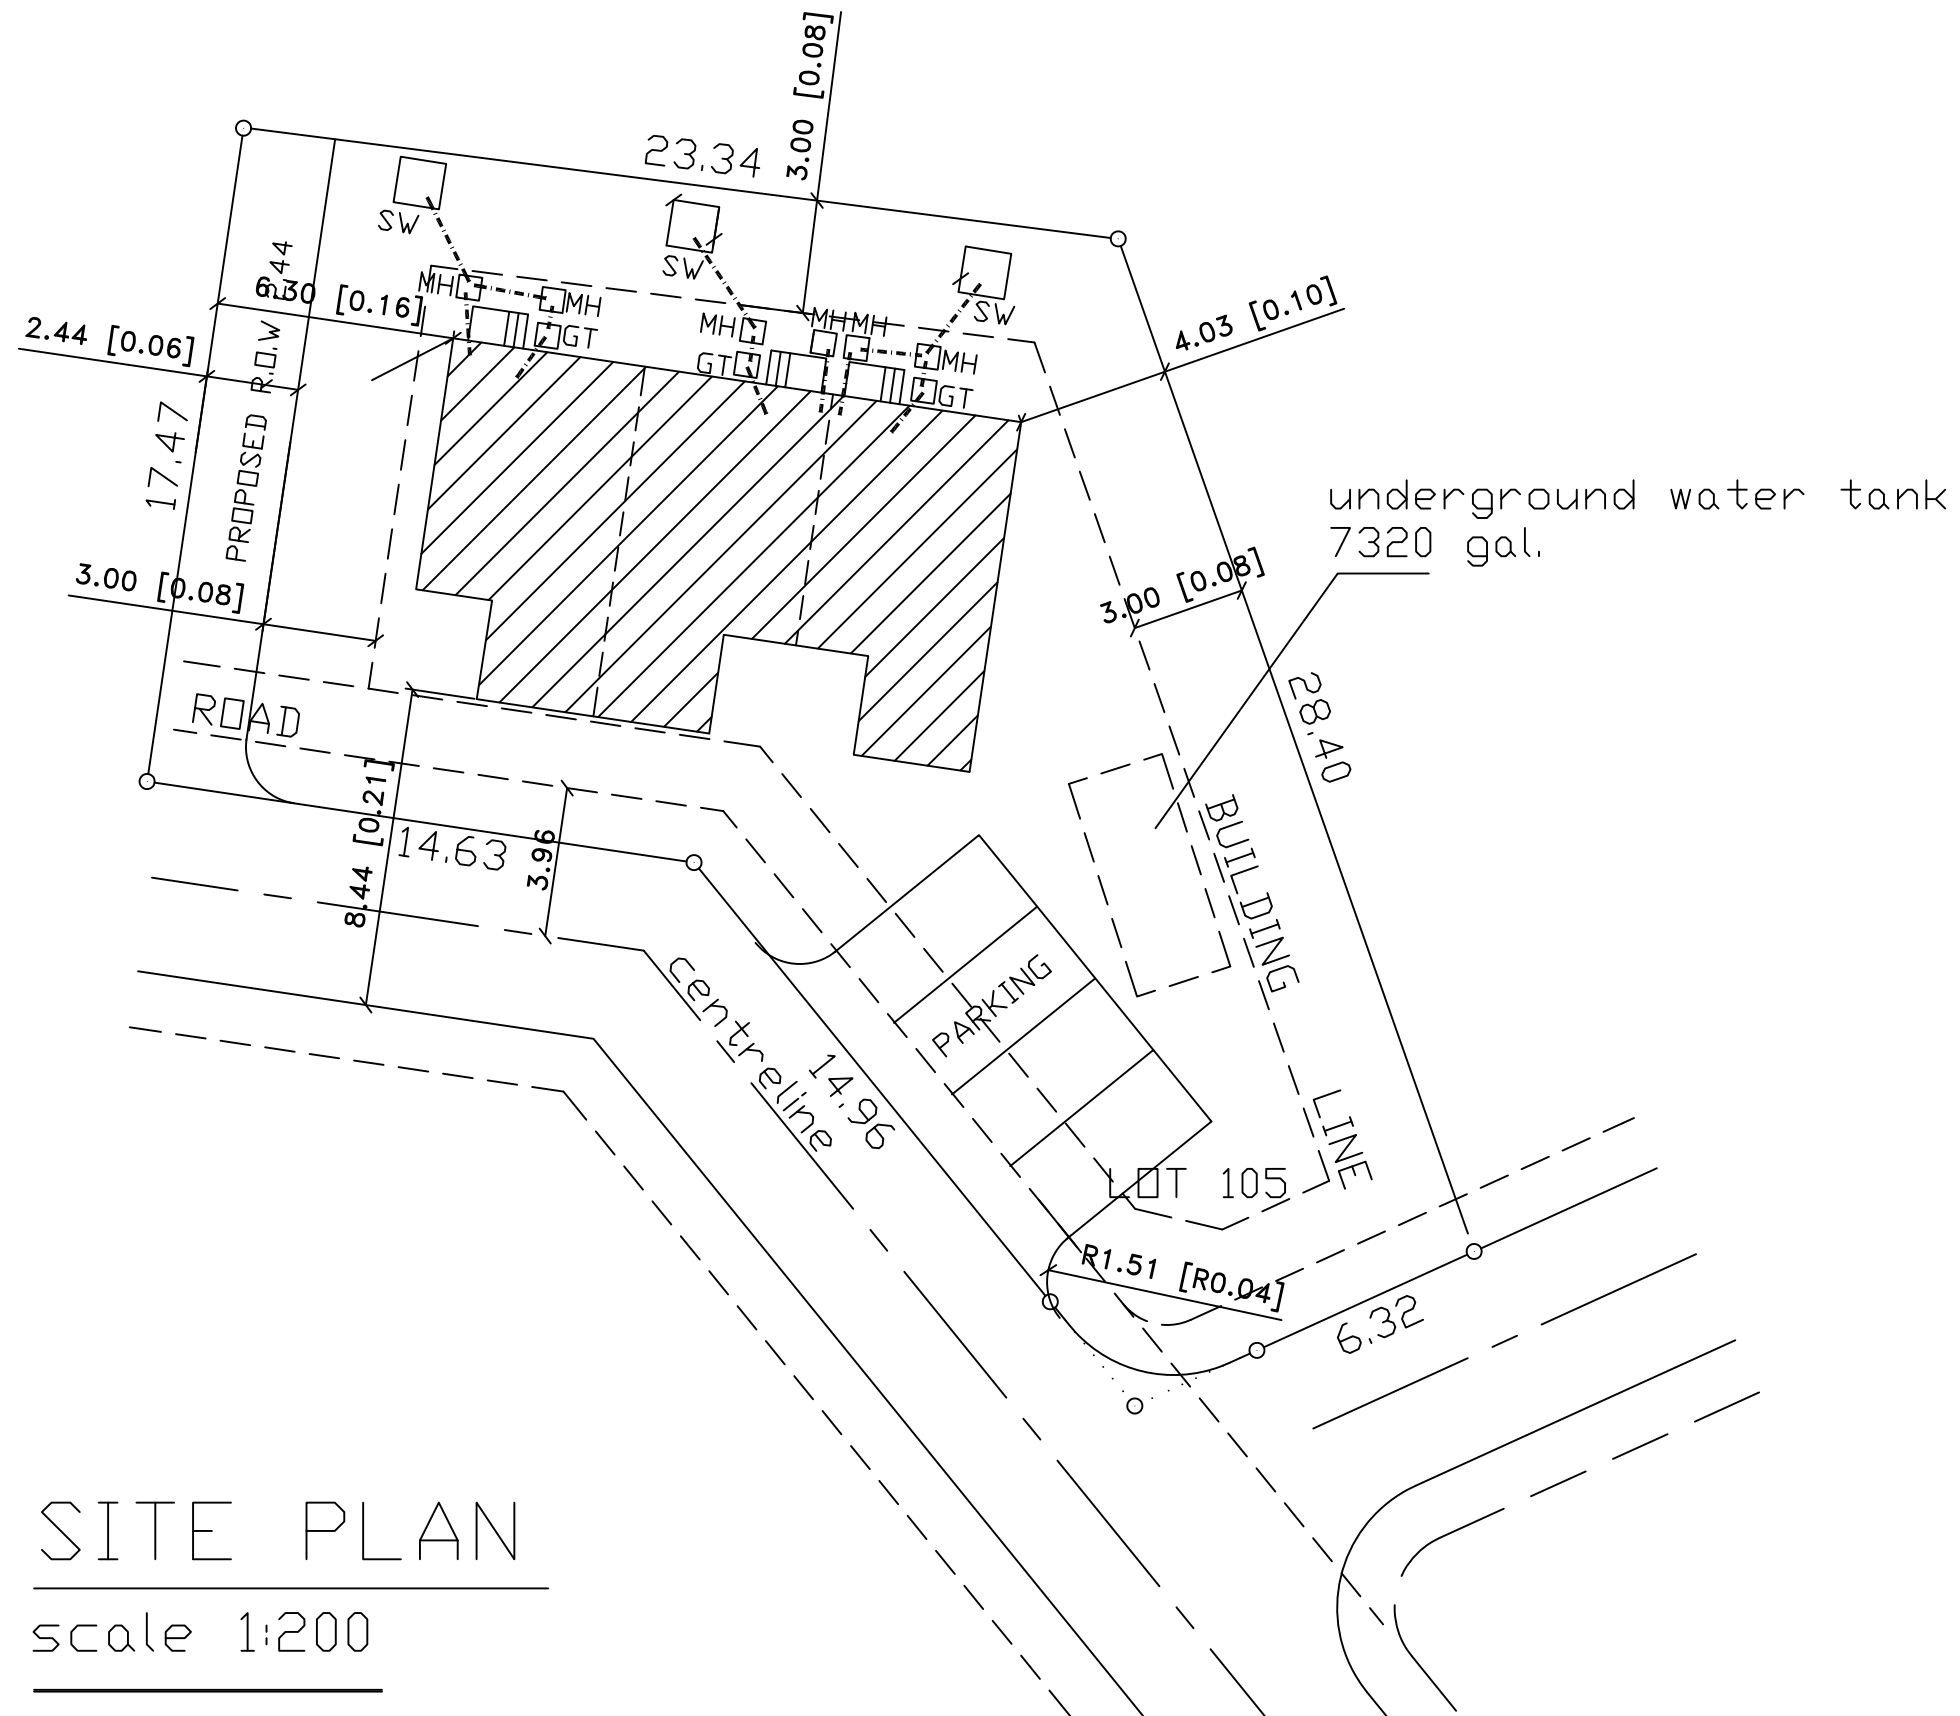 3.00 [0.08]
23.34
SW
SW
SW
2.44
6.30 [0.16]
MH
MH
GT
MH
GT
MH
MH
MH
GT
4.03 [0.10]
2.44 [0.06]
PROPOSED R.O.W
17.47
underground water tank
7320 gal.
3.00 [0.08]
3.00 [0.08]
28.40
ROAD
8.44 [0.21]
14.63
3.96
BUILDING LINE
PARKING
Centreline
14.96
LOT 105
R1.51 [R0.04]
6.32
SITE PLAN
scale 1:200